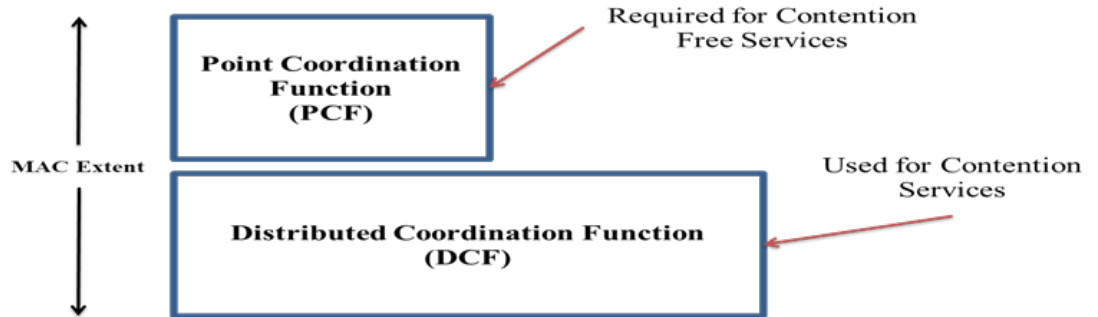 Required for Contention
Free Services
Point Coordination
Function
(PCF)
MAC Extent
Used for Contention
Services
Distributed Coordination Function
(DCF)